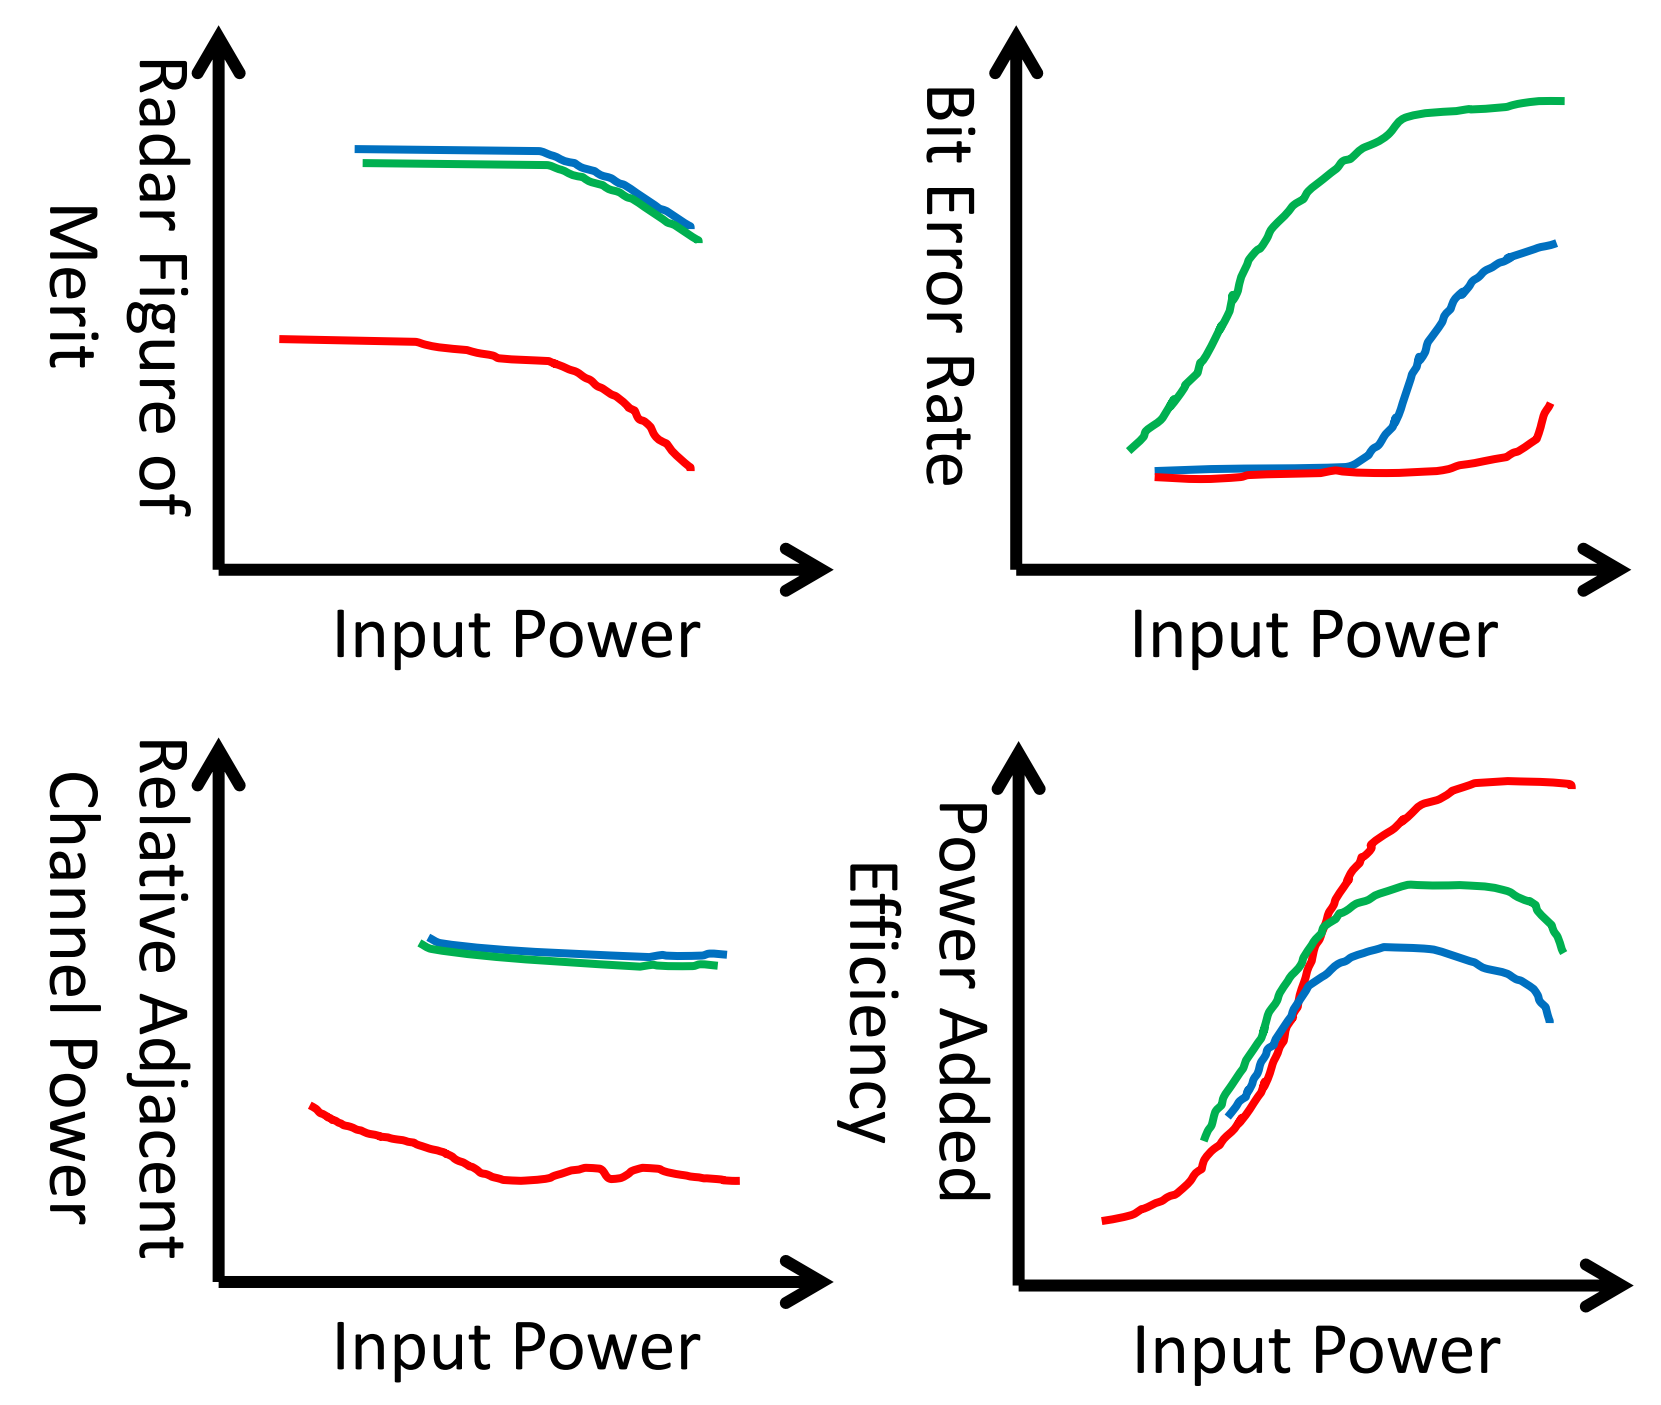 Radar Figure of
Merit
Input Power
Bit Error Rate
Input Power
Relative Adjacent
Channel Power
Input Power
Power Added
Efficiency
Input Power